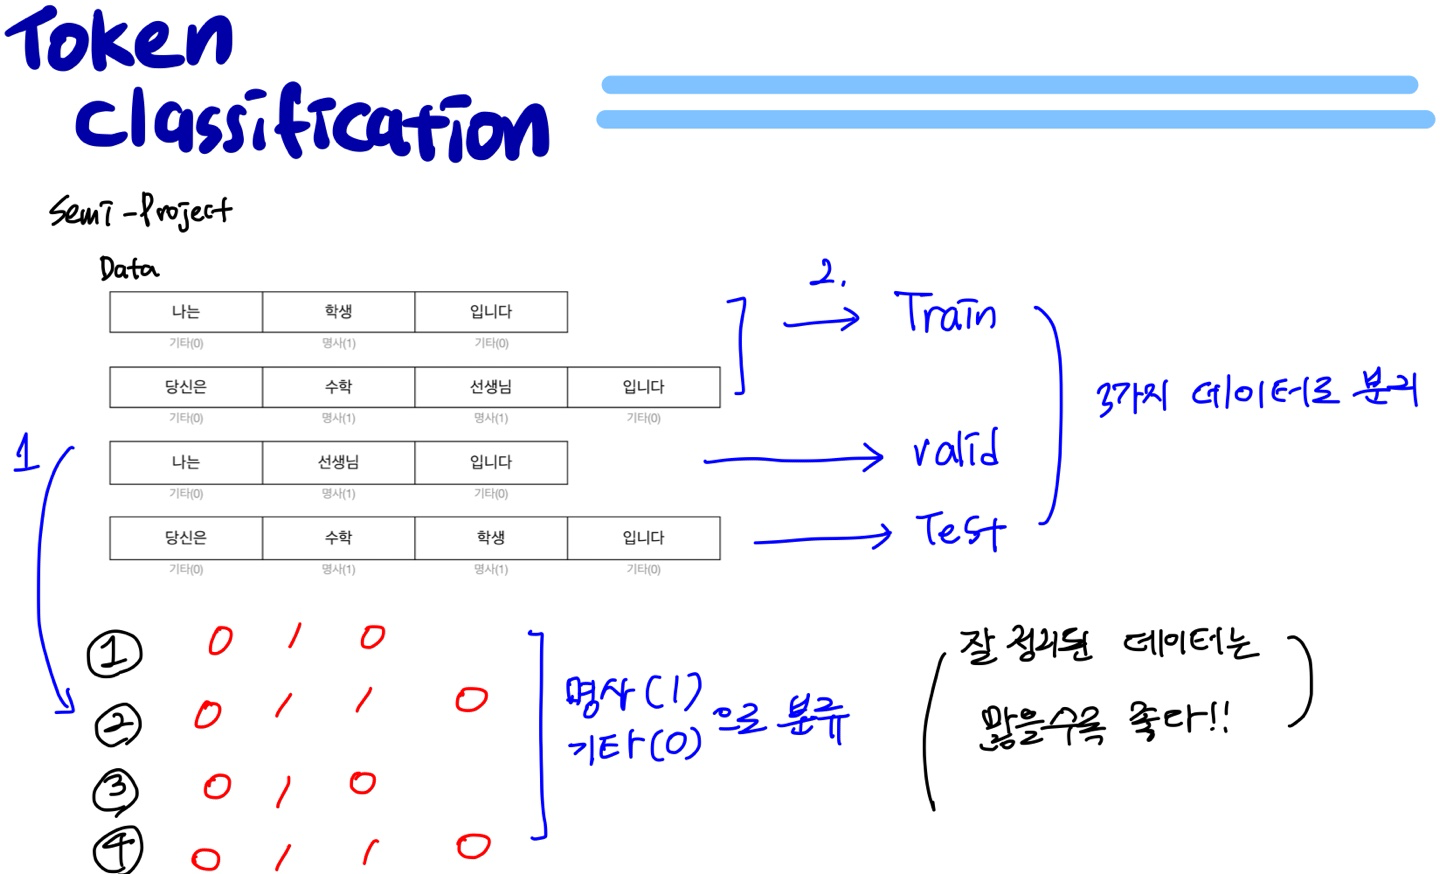 Token
classification
Semi-Project
Data
나는 학생 입니다
기타(0) 명사(1) 기타(0)
당신은 수학 선생님 입니다
기타(0) 명사(1) 명사(1) 기타(0)
나는 선생님 입니다
기타(0) 명사(1) 기타(0)
당신은 수학 학생 입니다
기타(0) 명사(1) 명사(1) 기타(0)
1
2.
Train
valid
Test
3가지 데이터로 분리
① 0 1 0
② 0 1 1 0
③ 0 1 0
④ 0 1 1 0
명사(1)
기타(0) 으로 분류
잘 정리된 데이터는
많을수록 좋다!!